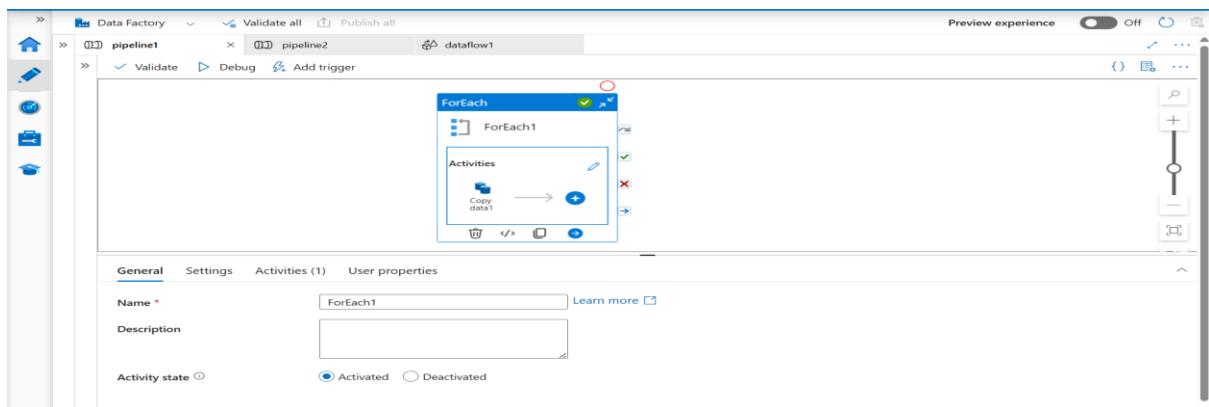 Data Factory Validate all Publish all Preview experience Off
pipeline1 pipeline2 dataflow1
Validate Debug Add trigger
ForEach
ForEach1
Activities
Copy
data1
General Settings Activities (1) User properties
Name * ForEach1 Learn more
Description
Activity state Activated Deactivated